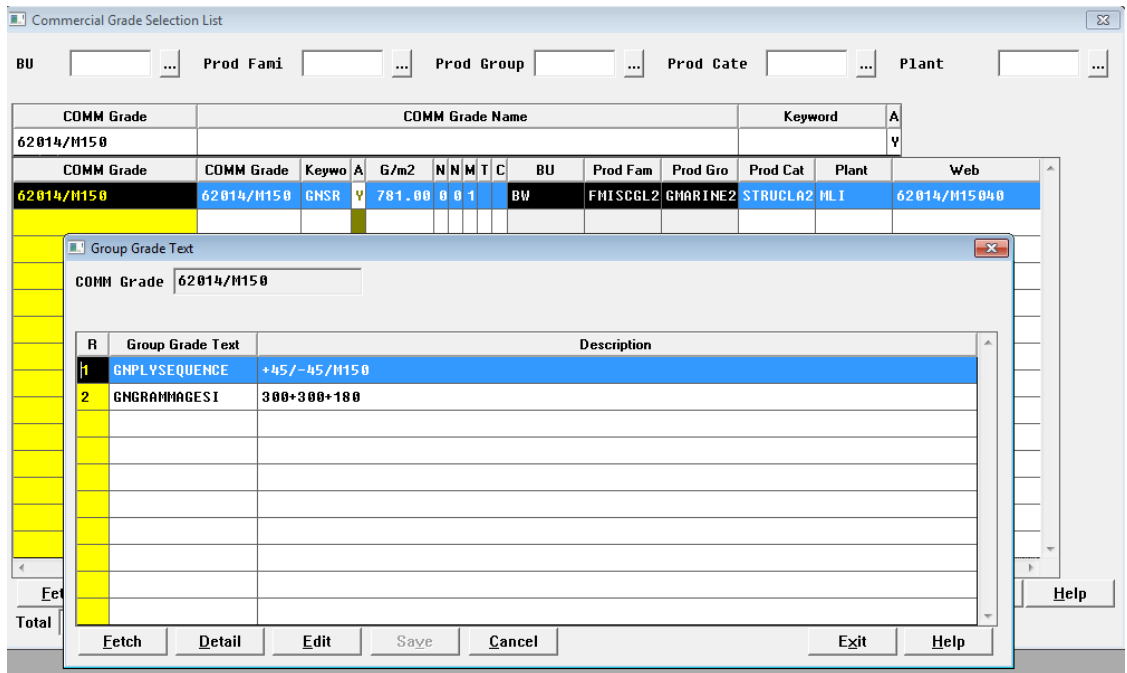 Commercial Grade Selection List
BU ... Prod Fami ... Prod Group ... Prod Cate ... Plant ...
COMM Grade COMM Grade Name Keyword A
62014/M150 Y
COMM Grade COMM Grade Keywo A G/m2 N N M T C BU Prod Fam Prod Gro Prod Cat Plant Web
62014/M150 62014/M150 GNSR Y 781.00 0 0 1 BW FMISCGL2 GMARINE2 STRUCLA2 MLI 62014/M15040
Group Grade Text
COMM Grade 62014/M150
R Group Grade Text Description
1 GNPLYSEQUENCE +45/-45/M150
2 GNGRAMMAGESI 300+300+180
Fet Help
Total
Fetch Detail Edit Save Cancel Exit Help